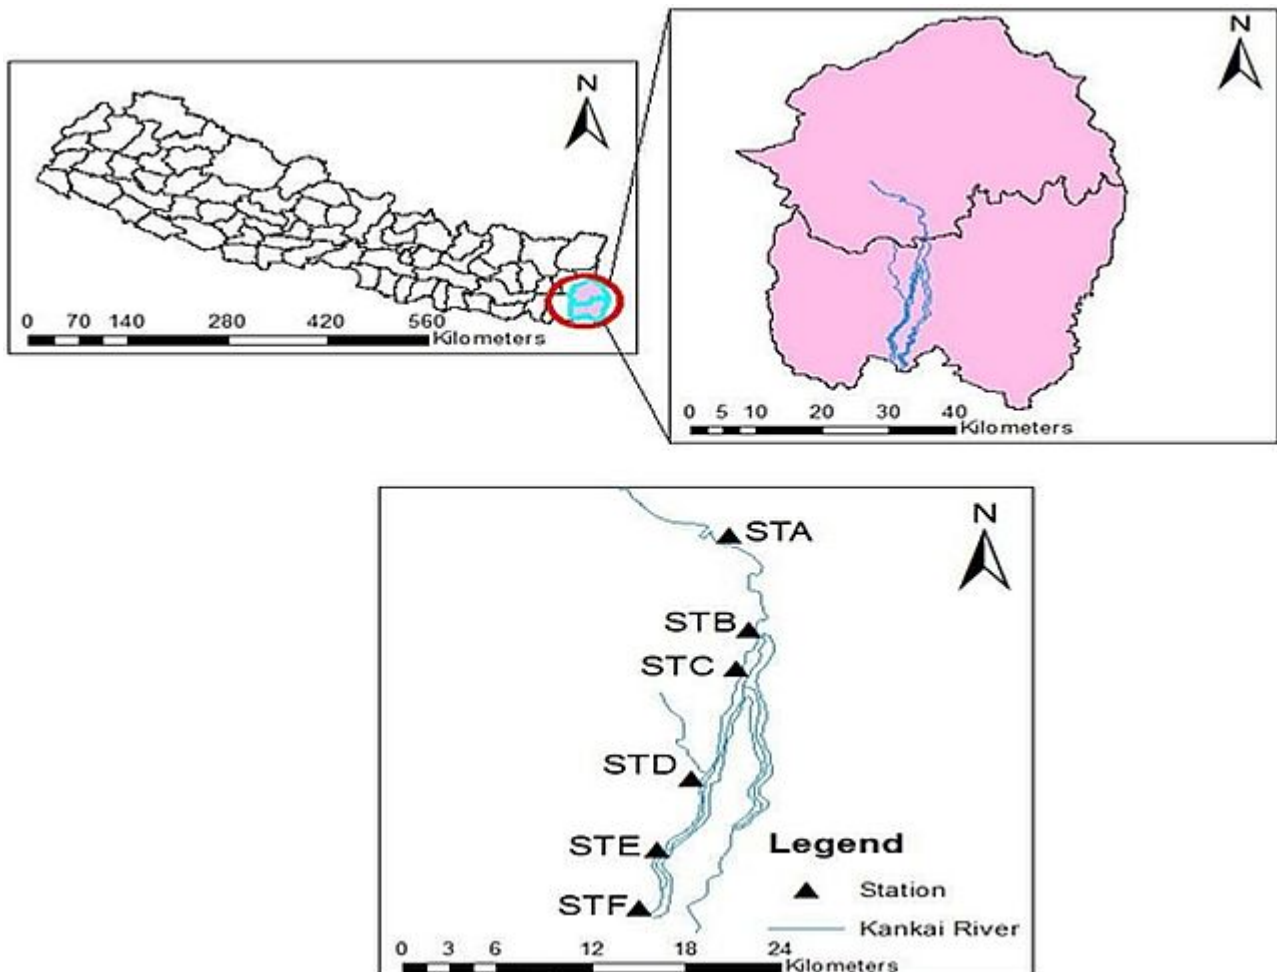 N
0 70 140 280 420 560
Kilometers
N
0 5 10 20 30 40
Kilometers
N
STA
STB
STC
STD
STE
STF
Legend
Station
Kankai River
0 3 6 12 18 24
Kilometers